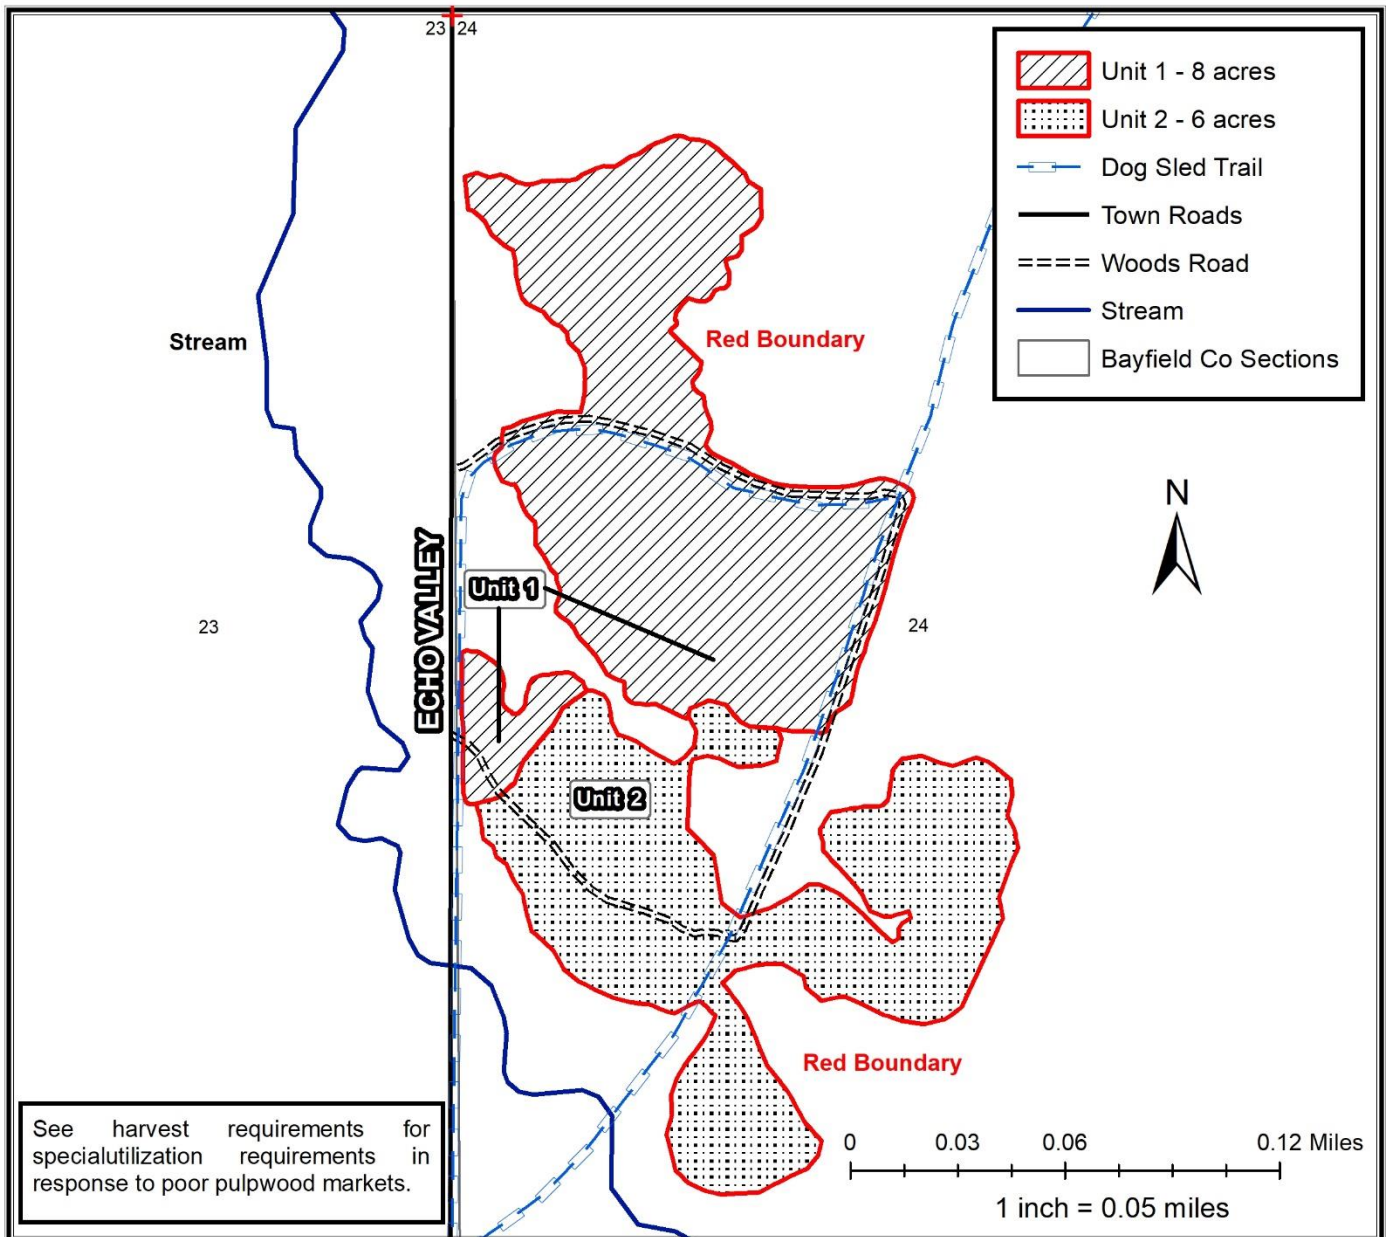 23 24
Unit 1 - 8 acres
Unit 2 - 6 acres
Dog Sled Trail
Town Roads
Woods Road
Stream
Bayfield Co Sections
Stream
Red Boundary
N
ECHO VALLEY
Unit 1
23
24
Unit 2
Red Boundary
See harvest requirements for
specialutilization requirements in
response to poor pulpwood markets.
0 0.03 0.06 0.12 Miles
1 inch = 0.05 miles